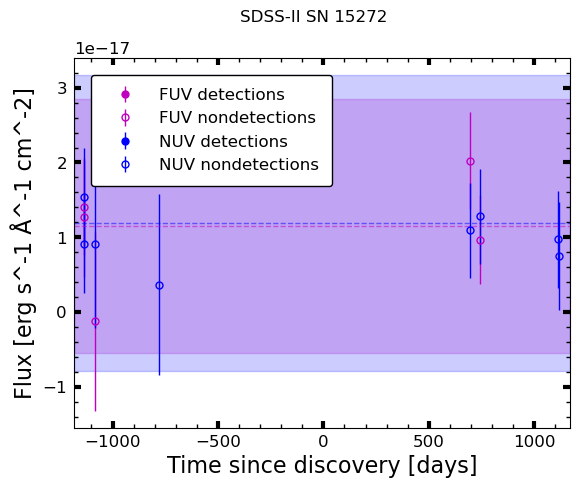 SDSS-II SN 15272
1e−17
FUV detections
FUV nondetections
NUV detections
NUV nondetections
3
2
1
0
−1
Flux [erg s^-1 Å^-1 cm^-2]
−1000
−500
0
500
1000
Time since discovery [days]